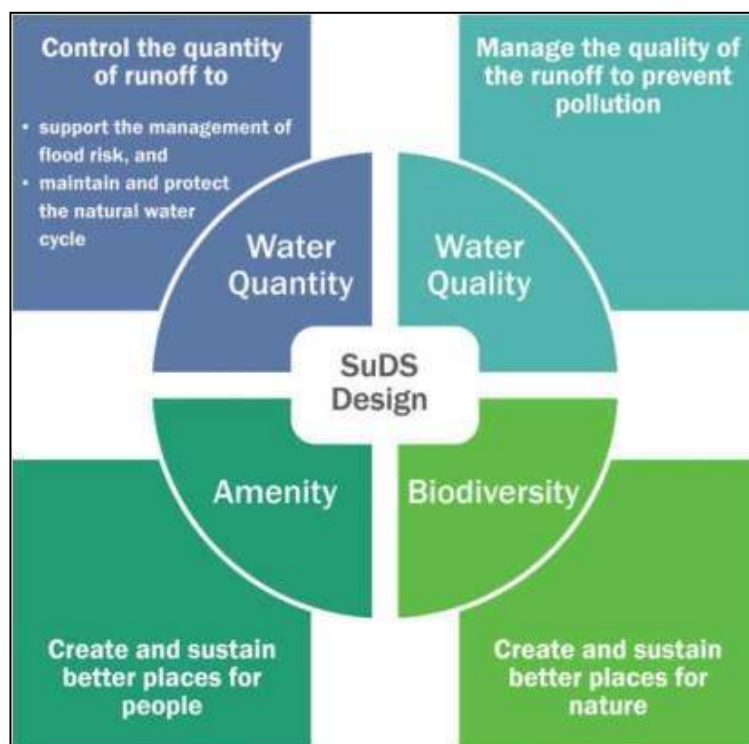 Control the quantity
of runoff to
• support the management of
flood risk, and
• maintain and protect
the natural water
cycle
Manage the quality of
the runoff to prevent
pollution
Water
Quantity
Water
Quality
SuDS
Design
Amenity
Biodiversity
Create and sustain
better places for
people
Create and sustain
better places for
nature